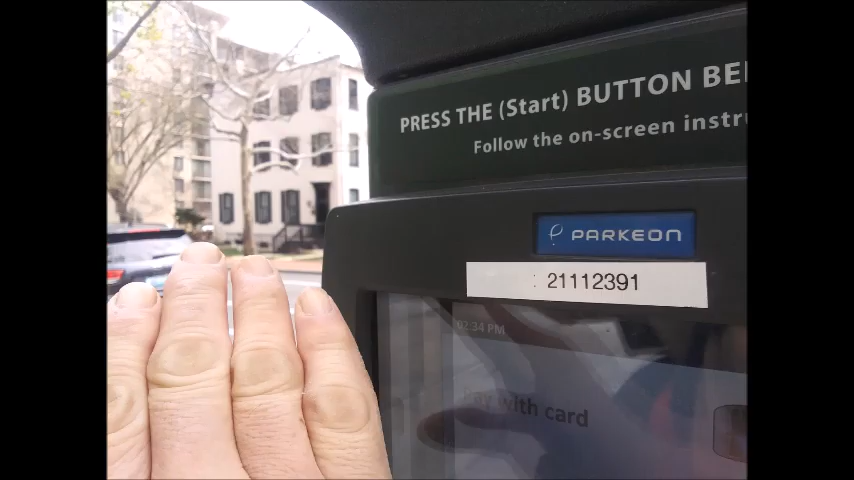 PRESS THE (Start) BUTTON
Follow the on-screen
PARKEON
: 21112391
02:34 PM
with card